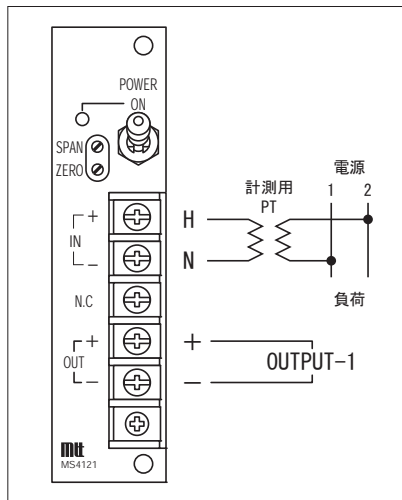 POWER
ON
SPAN
ZERO
+
IN
−
N.C
+
OUT
−
mtt
MS4121
H
N
計測用
PT
電源
1 2
負荷
+
−
OUTPUT-1